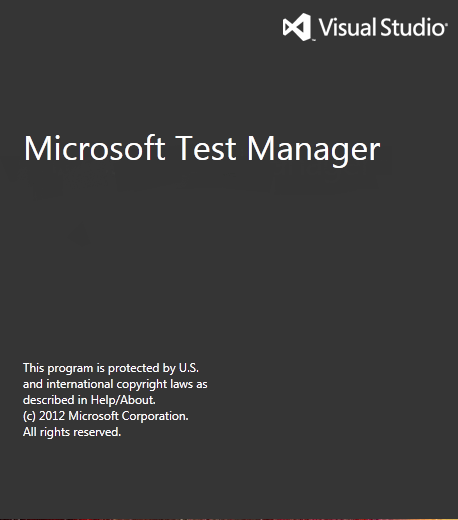 Visual Studio
Microsoft Test Manager
This program is protected by U.S.
and international copyright laws as
described in Help/About.
(c) 2012 Microsoft Corporation.
All rights reserved.